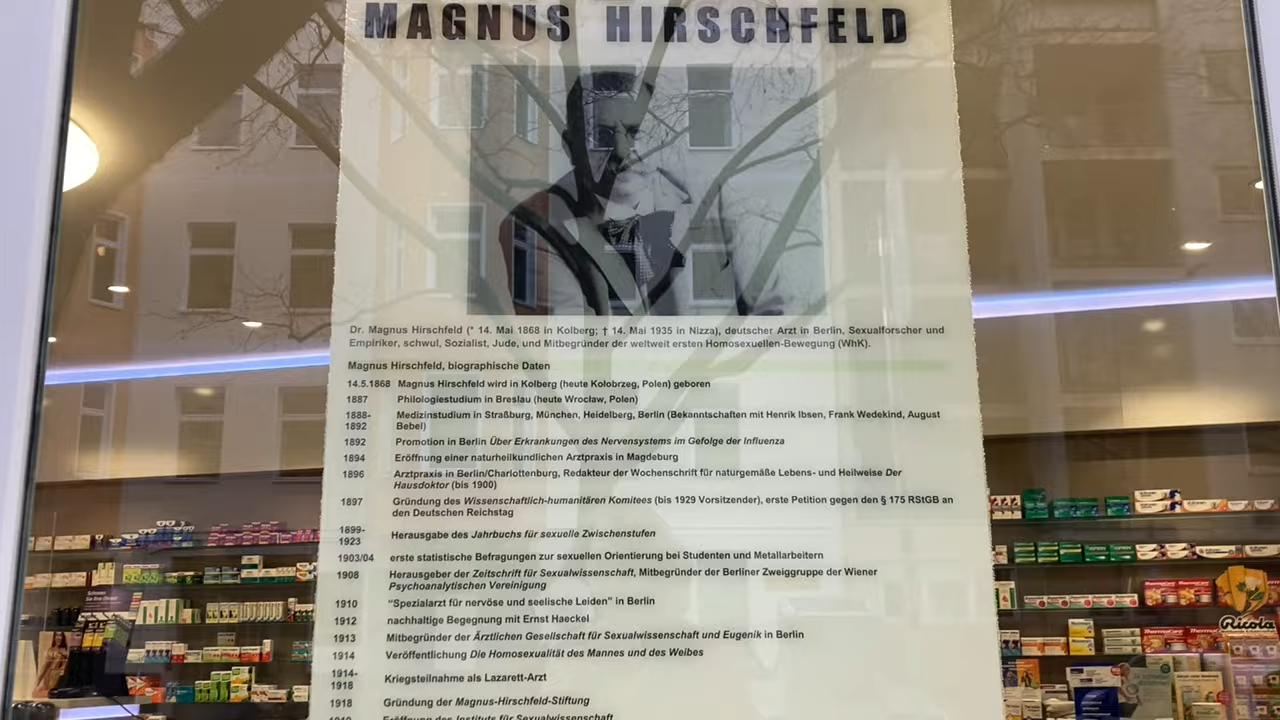 MAGNUS HIRSCHFELD
Dr. Magnus Hirschfeld (* 14. Mai 1868 in Kolberg; † 14. Mai 1935 in Nizza), deutscher Arzt in Berlin, Sexualforscher und
Empiriker, schwul, Sozialist, Jude, und Mitbegründer der weltweit ersten Homosexuellen-Bewegung (WhK).
Magnus Hirschfeld, biographische Daten
14.5.1868 Magnus Hirschfeld wird in Kolberg (heute Kołobrzeg, Polen) geboren
1887 Philologiestudium in Breslau (heute Wrocław, Polen)
1888- Medizinstudium in Straßburg, München, Heidelberg, Berlin (Bekanntschaften mit Henrik Ibsen, Frank Wedekind, August
1892 Bebel)
1892 Promotion in Berlin Über Erkrankungen des Nervensystems im Gefolge der Influenza
1894 Eröffnung einer naturheilkundlichen Arztpraxis in Magdeburg
1896 Arztpraxis in Berlin/Charlottenburg, Redakteur der Wochenschrift für naturgemäße Lebens- und Heilweise Der
Hausdoktor (bis 1900)
1897 Gründung des Wissenschaftlich-humanitären Komitees (bis 1929 Vorsitzender), erste Petition gegen den § 175 RStGB an
den Deutschen Reichstag
1899-
1923 Herausgabe des Jahrbuchs für sexuelle Zwischenstufen
1903/04 erste statistische Befragungen zur sexuellen Orientierung bei Studenten und Metallarbeitern
1908 Herausgeber der Zeitschrift für Sexualwissenschaft, Mitbegründer der Berliner Zweiggruppe der Wiener
Psychoanalytischen Vereinigung
1910 "Spezialarzt für nervöse und seelische Leiden" in Berlin
1912 nachhaltige Begegnung mit Ernst Haeckel
1913 Mitbegründer der Ärztlichen Gesellschaft für Sexualwissenschaft und Eugenik in Berlin
1914 Veröffentlichung Die Homosexualität des Mannes und des Weibes
1914-
1918 Kriegsteilnahme als Lazarett-Arzt
1918 Gründung der Magnus-Hirschfeld-Stiftung
1919 Eröffnung des Instituts für Sexualwissenschaft
Ricola